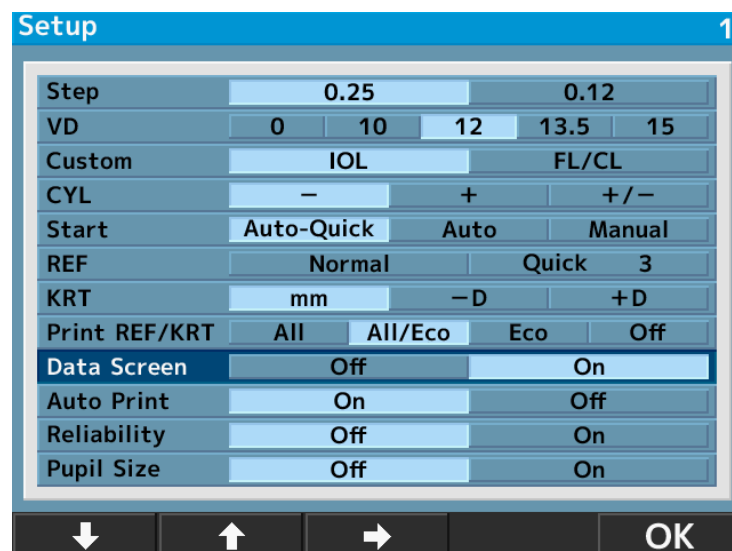 Setup 1
Step 0.25 0.12
VD 0 10 12 13.5 15
Custom IOL FL/CL
CYL − + +/−
Start Auto-Quick Auto Manual
REF Normal Quick 3
KRT mm −D +D
Print REF/KRT All All/Eco Eco Off
Data Screen Off On
Auto Print On Off
Reliability Off On
Pupil Size Off On
OK